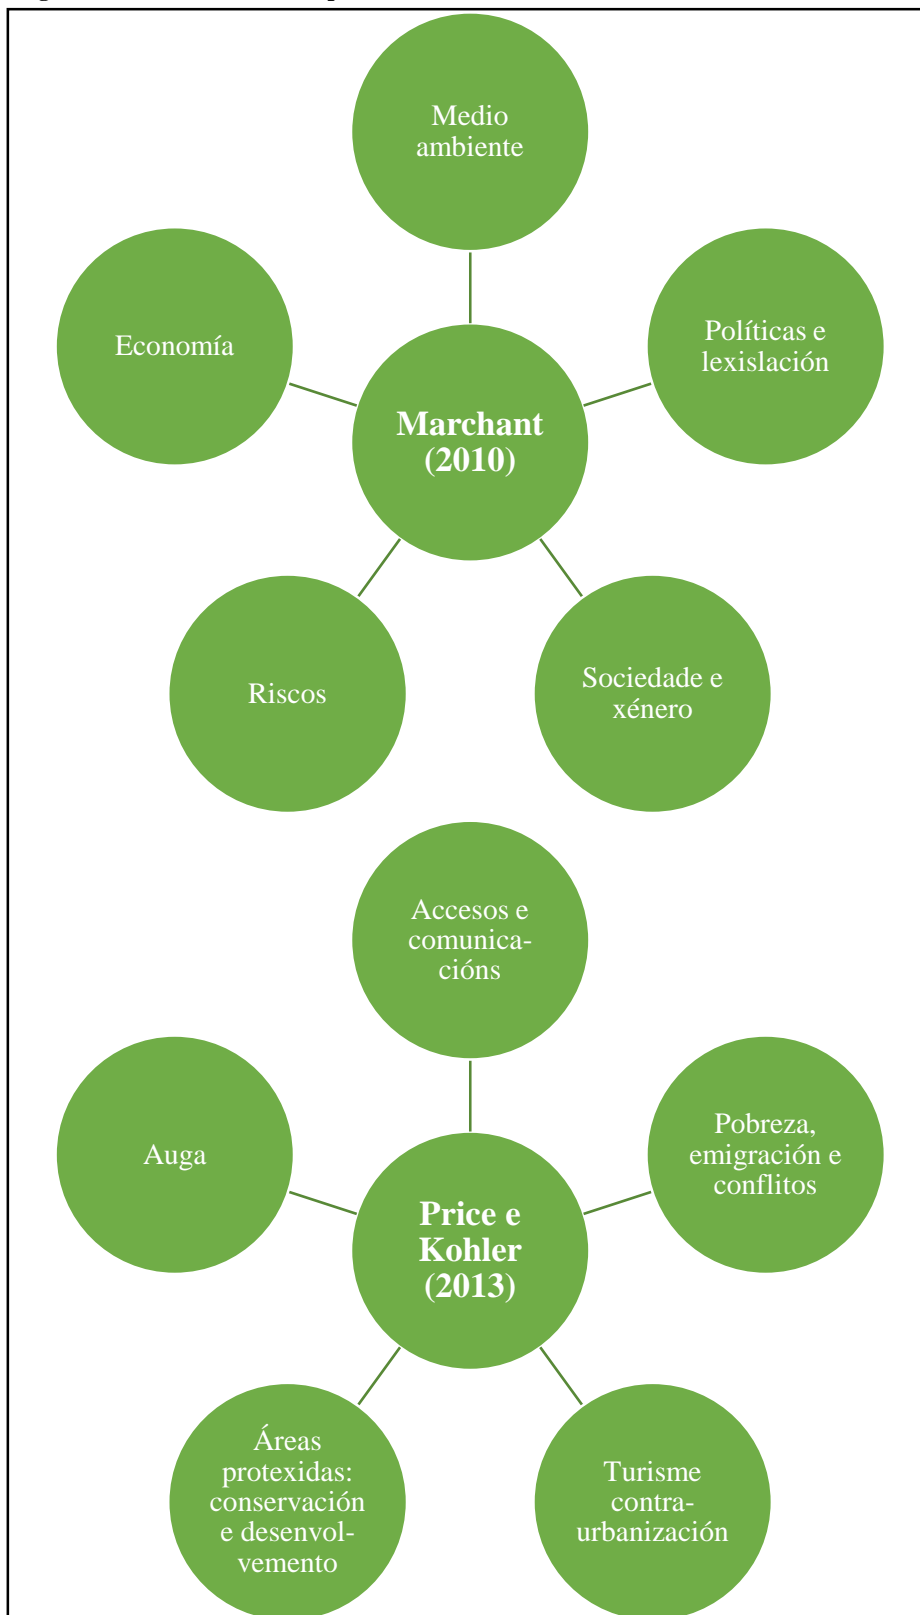 Medio
ambiente
Economía
Políticas e
lexislación
Marchant
(2010)
Riscos
Sociedade e
xénero
Accesos e
comunica-
cións
Auga
Pobreza,
emigración e
conflitos
Price e
Kohler
(2013)
Áreas
protexidas:
conservación
e desenvol-
vemento
Turisme
contra-
urbanización